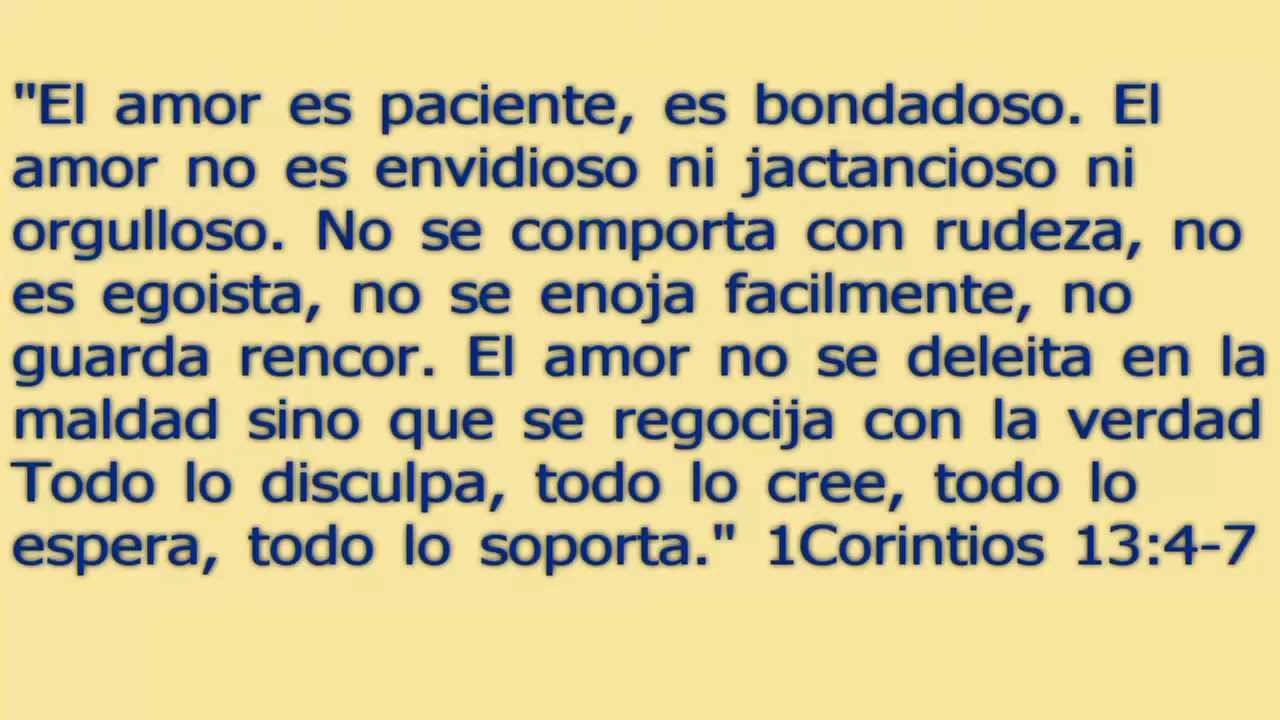 "El amor es paciente, es bondadoso. El
amor no es envidioso ni jactancioso ni
orgulloso. No se comporta con rudeza, no
es egoista, no se enoja facilmente, no
guarda rencor. El amor no se deleita en la
maldad sino que se regocija con la verdad
Todo lo disculpa, todo lo cree, todo lo
espera, todo lo soporta." 1Corintios 13:4-7